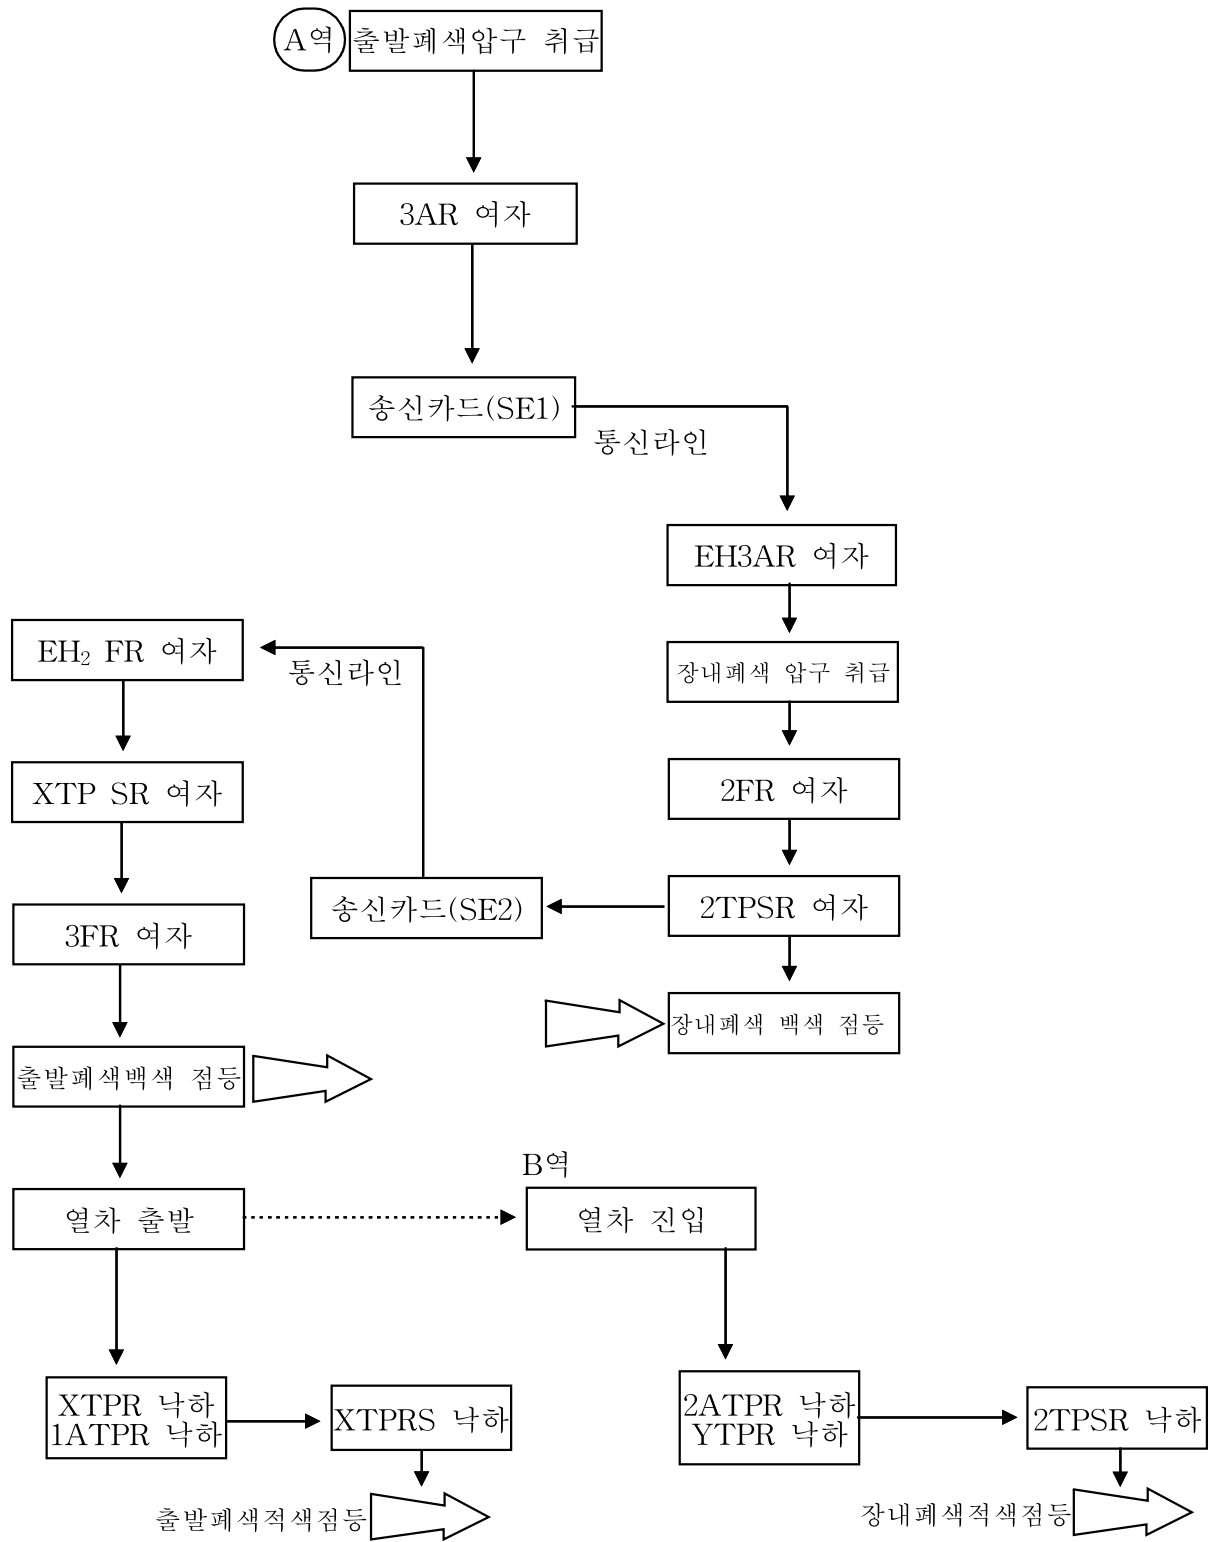 A역 출발폐색압구 취급
3AR 여자
송신카드(SE1)
통신라인
EH3AR 여자
장내폐색 압구 취급
2FR 여자
2TPSR 여자
장내폐색 백색 점등
송신카드(SE2)
통신라인
EH₂ FR 여자
XTP SR 여자
3FR 여자
출발폐색백색 점등
열차 출발
B역
열차 진입
XTPR 낙하
1ATPR 낙하
XTPRS 낙하
출발폐색적색점등
2ATPR 낙하
YTPR 낙하
2TPSR 낙하
장내폐색적색점등